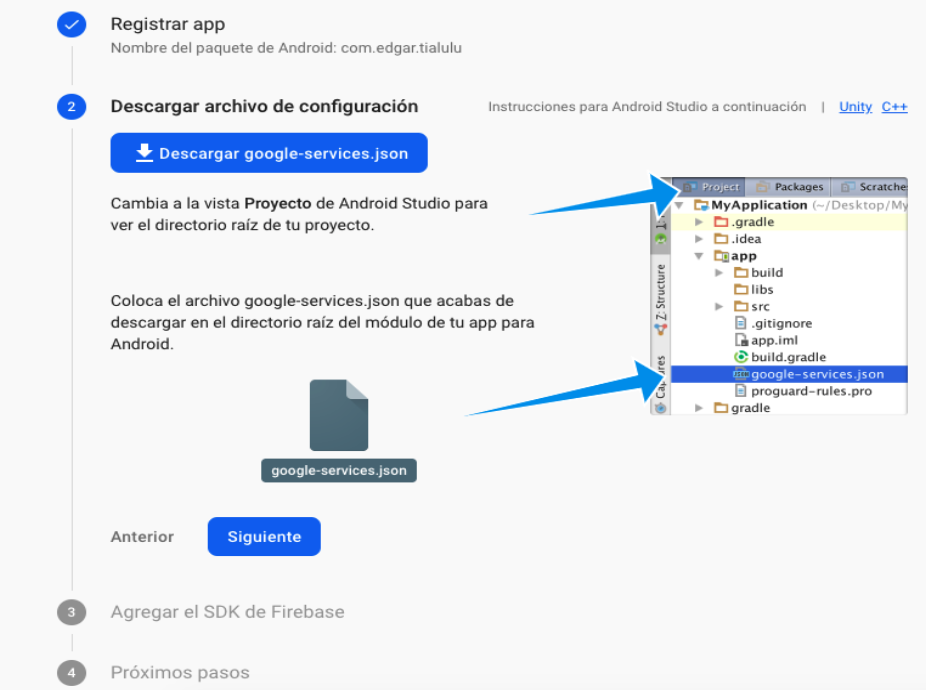 Registrar app
Nombre del paquete de Android: com.edgar.tialulu
2
Descargar archivo de configuración
Instrucciones para Android Studio a continuación | Unity C++
Descargar google-services.json
Cambia a la vista Proyecto de Android Studio para
ver el directorio raíz de tu proyecto.
Coloca el archivo google-services.json que acabas de
descargar en el directorio raíz del módulo de tu app para
Android.
google-services.json
Project Packages Scratche
MyApplication (~/Desktop/My
.gradle
.idea
app
build
libs
src
.gitignore
app.iml
build.gradle
google-services.json
proguard-rules.pro
gradle
Z: Structure
Anterior Siguiente
3
Agregar el SDK de Firebase
4
Próximos pasos